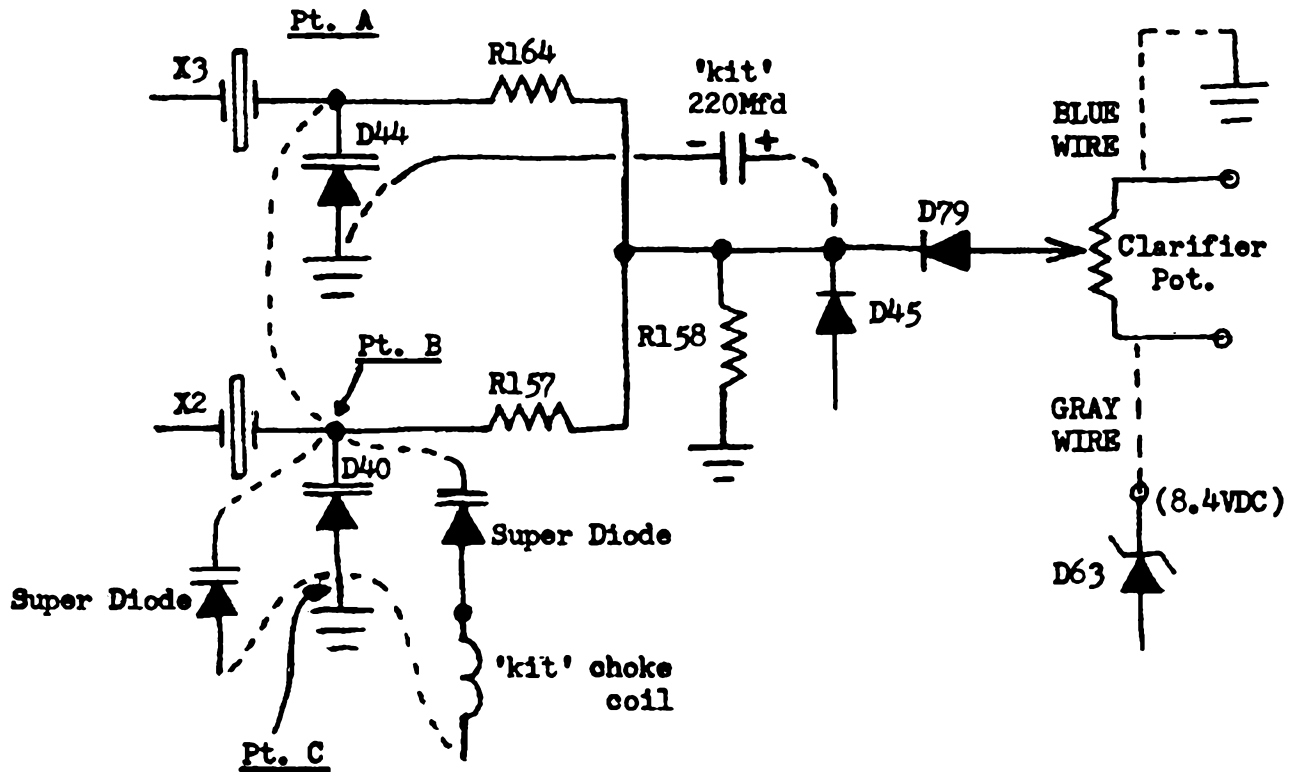 Pt. A
X3
R164
'kit'
220Mfd
- +
D44
BLUE
WIRE
D79
Clarifier
Pot.
R158
D45
Pt. B
X2
R157
GRAY
WIRE
D40
(8.4VDC)
Super Diode
D63
Super Diode
'kit' choke
coil
Pt. C